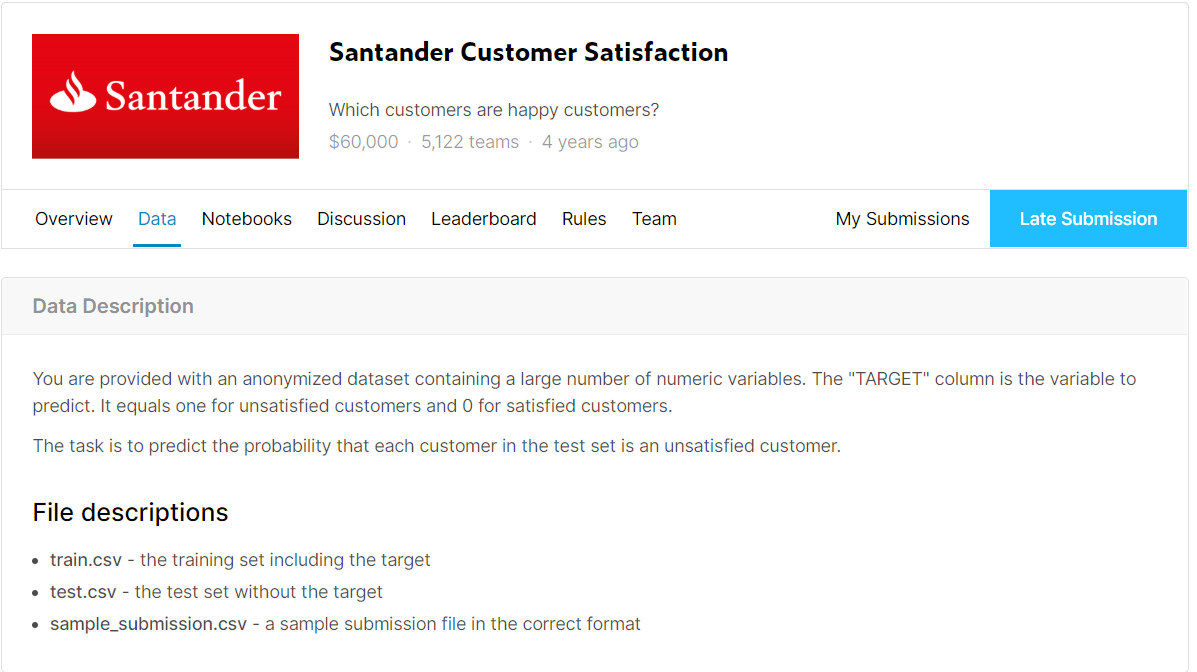 Santander
Santander Customer Satisfaction
Which customers are happy customers?
$60,000 · 5,122 teams · 4 years ago
Overview Data Notebooks Discussion Leaderboard Rules Team My Submissions Late Submission
Data Description
You are provided with an anonymized dataset containing a large number of numeric variables. The "TARGET" column is the variable to
predict. It equals one for unsatisfied customers and 0 for satisfied customers.
The task is to predict the probability that each customer in the test set is an unsatisfied customer.
File descriptions
• train.csv - the training set including the target
• test.csv - the test set without the target
• sample_submission.csv - a sample submission file in the correct format